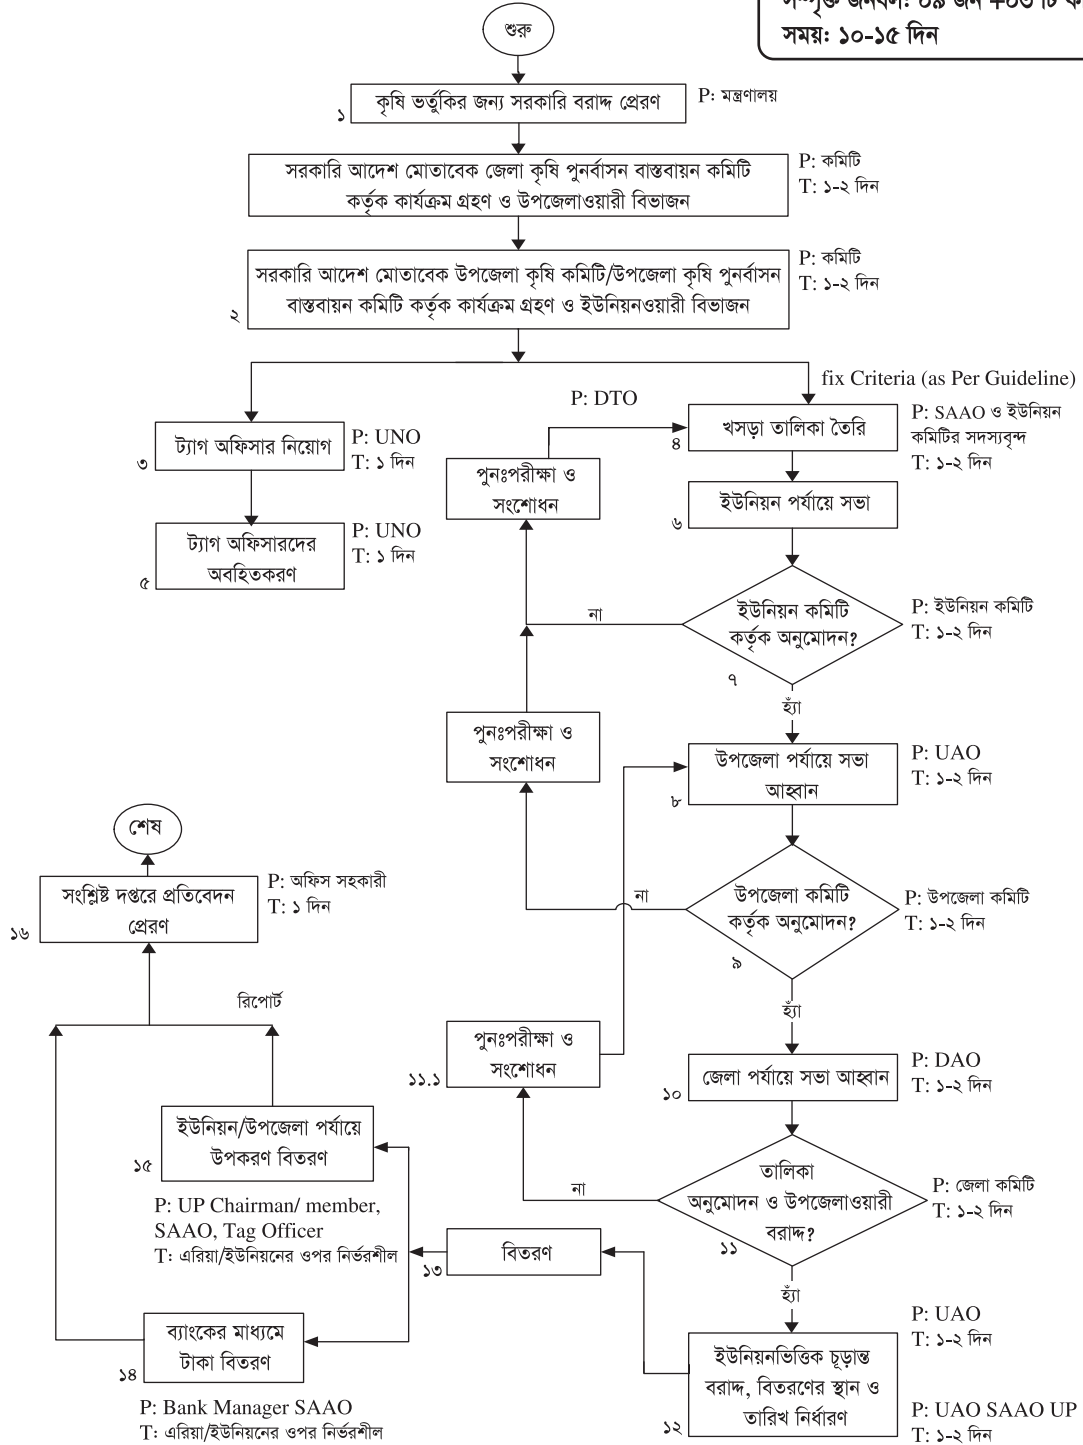 সম্পৃক্ত জনবল: ০৯ জন +০৩ টি
সময়: ১০-১৫ দিন
শুরু
কৃষি ভর্তুকির জন্য সরকারি বরাদ্দ প্রেরণ
১
P: মন্ত্রণালয়
সরকারি আদেশ মোতাবেক জেলা কৃষি পুনর্বাসন বাস্তবায়ন কমিটি
কর্তৃক কার্যক্রম গ্রহণ ও উপজেলাওয়ারী বিভাজন
P: কমিটি
T: ১-২ দিন
সরকারি আদেশ মোতাবেক উপজেলা কৃষি কমিটি/উপজেলা কৃষি পুনর্বাসন
বাস্তবায়ন কমিটি কর্তৃক কার্যক্রম গ্রহণ ও ইউনিয়নওয়ারী বিভাজন
২
P: কমিটি
T: ১-২ দিন
ট্যাগ অফিসার নিয়োগ
৩
P: UNO
T: ১ দিন
ট্যাগ অফিসারদের
অবহিতকরণ
৫
P: UNO
T: ১ দিন
P: DTO
fix Criteria (as Per Guideline)
খসড়া তালিকা তৈরি
৪
P: SAAO ও ইউনিয়ন
কমিটির সদস্যবৃন্দ
T: ১-২ দিন
পুনঃপরীক্ষা ও
সংশোধন
ইউনিয়ন পর্যায়ে সভা
৬
ইউনিয়ন কমিটি
কর্তৃক অনুমোদন?
৭
না
P: ইউনিয়ন কমিটি
T: ১-২ দিন
হ্যাঁ
পুনঃপরীক্ষা ও
সংশোধন
উপজেলা পর্যায়ে সভা
আহ্বান
৮
P: UAO
T: ১-২ দিন
উপজেলা কমিটি
কর্তৃক অনুমোদন?
৯
না
P: উপজেলা কমিটি
T: ১-২ দিন
হ্যাঁ
শেষ
সংশ্লিষ্ট দপ্তরে প্রতিবেদন
প্রেরণ
১৬
P: অফিস সহকারী
T: ১ দিন
রিপোর্ট
পুনঃপরীক্ষা ও
সংশোধন
১১.১
জেলা পর্যায়ে সভা আহ্বান
১০
P: DAO
T: ১-২ দিন
তালিকা
অনুমোদন ও উপজেলাওয়ারী
বরাদ্দ?
১১
না
P: জেলা কমিটি
T: ১-২ দিন
হ্যাঁ
ইউনিয়ন/উপজেলা পর্যায়ে
উপকরণ বিতরণ
১৫
P: UP Chairman/ member,
SAAO, Tag Officer
T: এরিয়া/ইউনিয়নের ওপর নির্ভরশীল
বিতরণ
১৩
ব্যাংকের মাধ্যমে
টাকা বিতরণ
১৪
P: Bank Manager SAAO
T: এরিয়া/ইউনিয়নের ওপর নির্ভরশীল
P: UAO
T: ১-২ দিন
ইউনিয়নভিত্তিক চূড়ান্ত
বরাদ্দ, বিতরণের স্থান ও
তারিখ নির্ধারণ
১২
P: UAO SAAO UP
T: ১-২ দিন